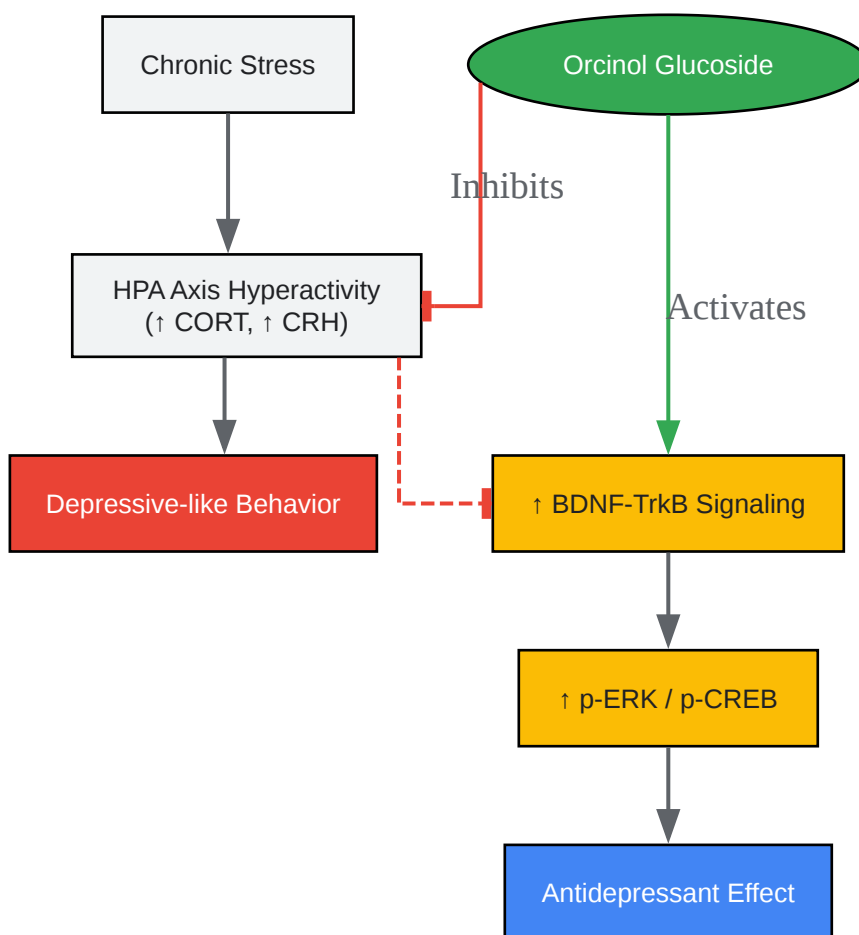 Chronic Stress
Orcinol Glucoside
Inhibits
HPA Axis Hyperactivity
(↑ CORT, ↑ CRH)
Activates
Depressive-like Behavior
↑ BDNF-TrkB Signaling
↑ p-ERK / p-CREB
Antidepressant Effect